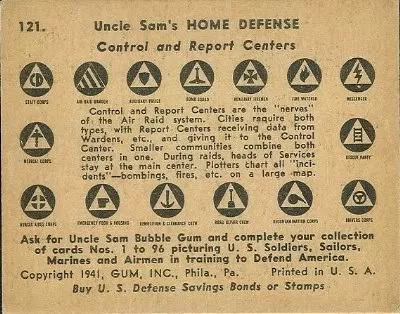 121.
Uncle Sam's HOME DEFENSE
Control and Report Centers
STAFF CORPS
AIR RAID WARDEN
AUXILIARY POLICE
BOMB SQUAD
AUXILIARY FIREMEN
FIRE WATCHER
MESSENGER
Control and Report Centers are the "nerves"
of the Air Raid system. Cities require both
types, with Report Centers receiving data from
Wardens, etc., and giving it to the Control
Center. Smaller communities combine both
centers in one. During raids, heads of Services
stay at the main center. Plotters chart all "inci-
dents"—bombings, fires, etc. on a large map.
MEDICAL CORPS
RESCUE PARTY
NURSES AIDES CORPS
EMERGENCY FOOD & HOUSING
DEMOLITION & CLEARANCE CREW
ROAD REPAIR CREW
DECONTAMINATION CORPS
DRIVERS CORPS
Ask for Uncle Sam Bubble Gum and complete your collection
of cards Nos. 1 to 96 picturing U. S. Soldiers, Sailors,
Marines and Airmen in training to Defend America.
Copyright 1941, GUM, INC., Phila., Pa. Printed in U. S. A.
Buy U. S. Defense Savings Bonds or Stamps